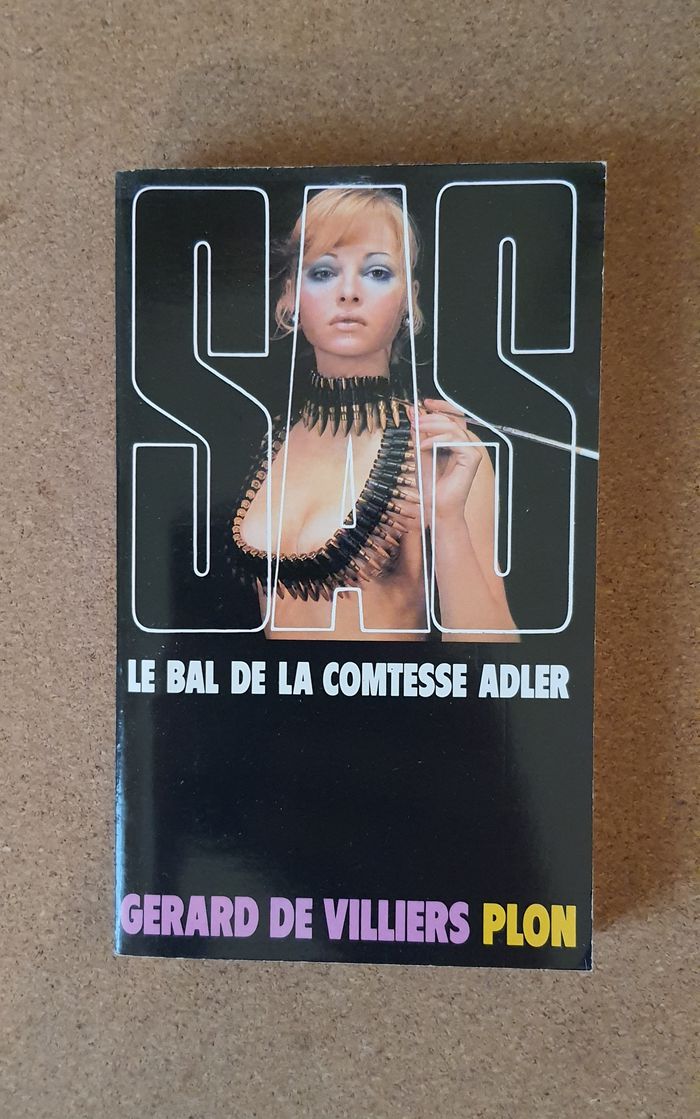 SAS
LE BAL DE LA COMTESSE ADLER
GERARD DE VILLIERS PLON